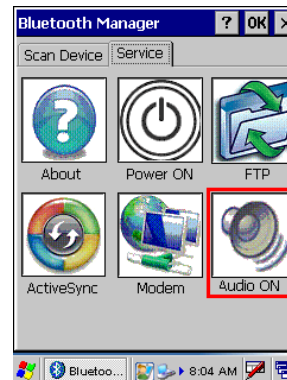 Bluetooth Manager ? OK ×
Scan Device Service
About Power ON FTP
ActiveSync Modem Audio ON
Bluetoo... 8:04 AM